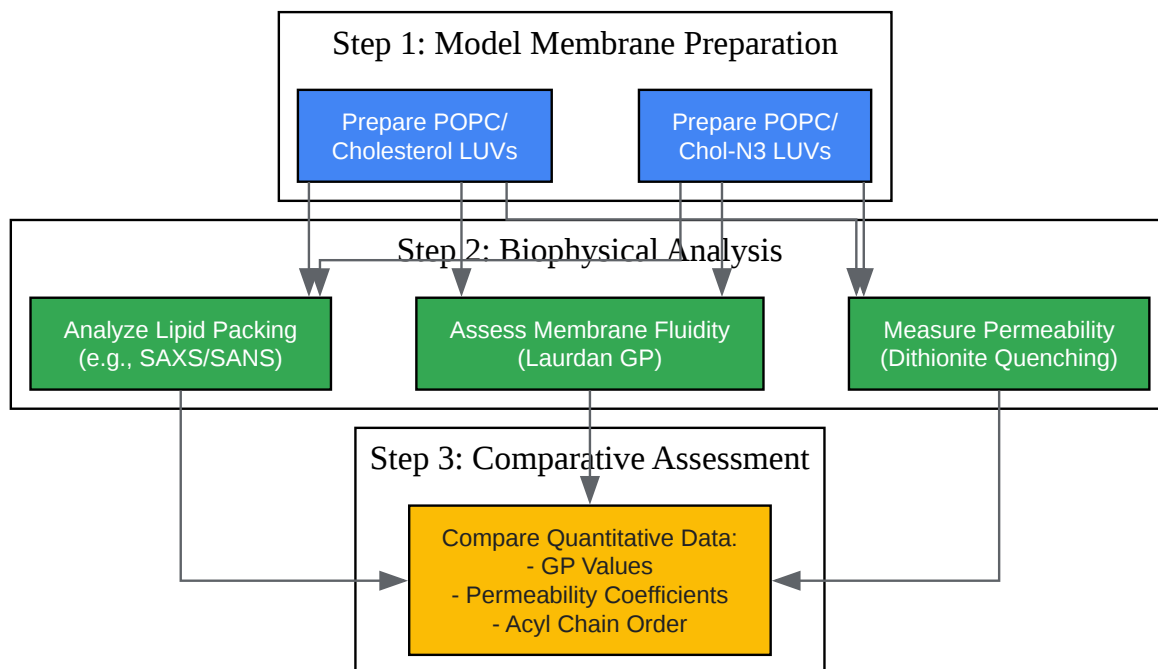 Step 1: Model Membrane Preparation
Prepare POPC/
Cholesterol LUVs
Prepare POPC/
Chol-N3 LUVs
Step 2: Biophysical Analysis
Analyze Lipid Packing
(e.g., SAXS/SANS)
Assess Membrane Fluidity
(Laurdan GP)
Measure Permeability
(Dithionite Quenching)
Step 3: Comparative Assessment
Compare Quantitative Data:
- GP Values
- Permeability Coefficients
- Acyl Chain Order